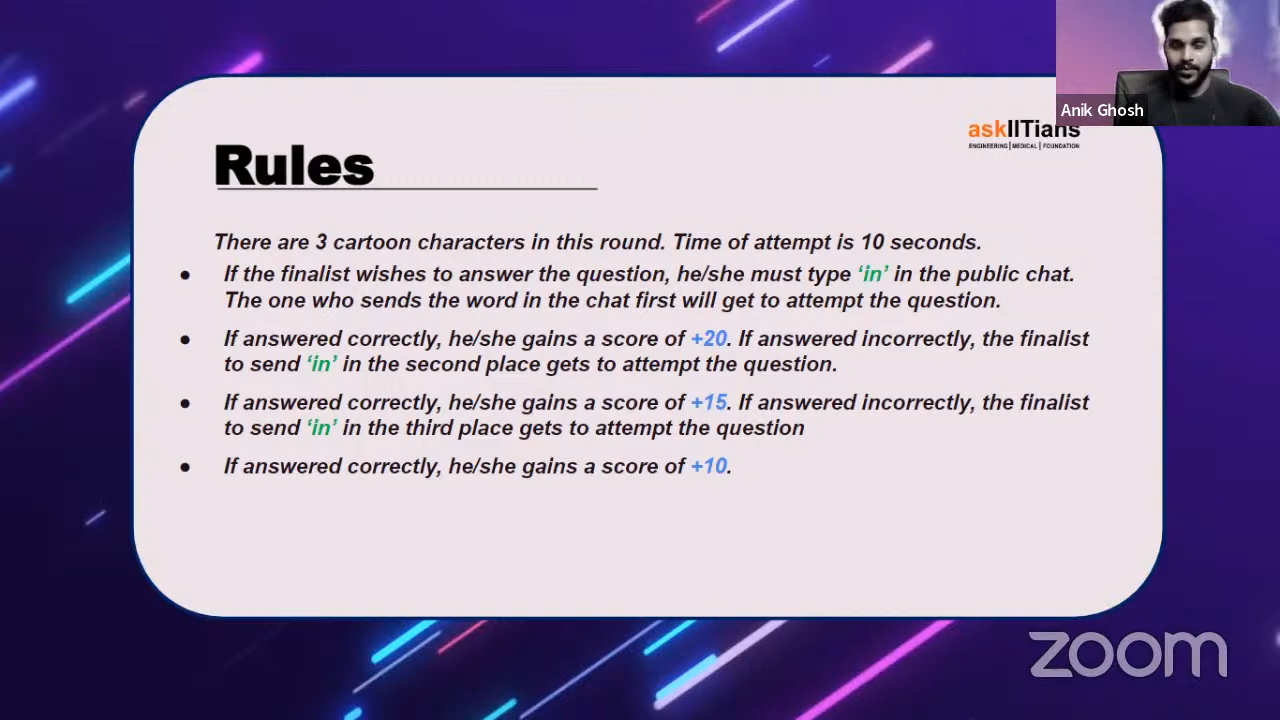 Anik Ghosh
askIITians
ENGINEERING | MEDICAL | FOUNDATION
Rules
There are 3 cartoon characters in this round. Time of attempt is 10 seconds.
● If the finalist wishes to answer the question, he/she must type ‘in’ in the public chat.
The one who sends the word in the chat first will get to attempt the question.
● If answered correctly, he/she gains a score of +20. If answered incorrectly, the finalist
to send ‘in’ in the second place gets to attempt the question.
● If answered correctly, he/she gains a score of +15. If answered incorrectly, the finalist
to send ‘in’ in the third place gets to attempt the question
● If answered correctly, he/she gains a score of +10.
zoom